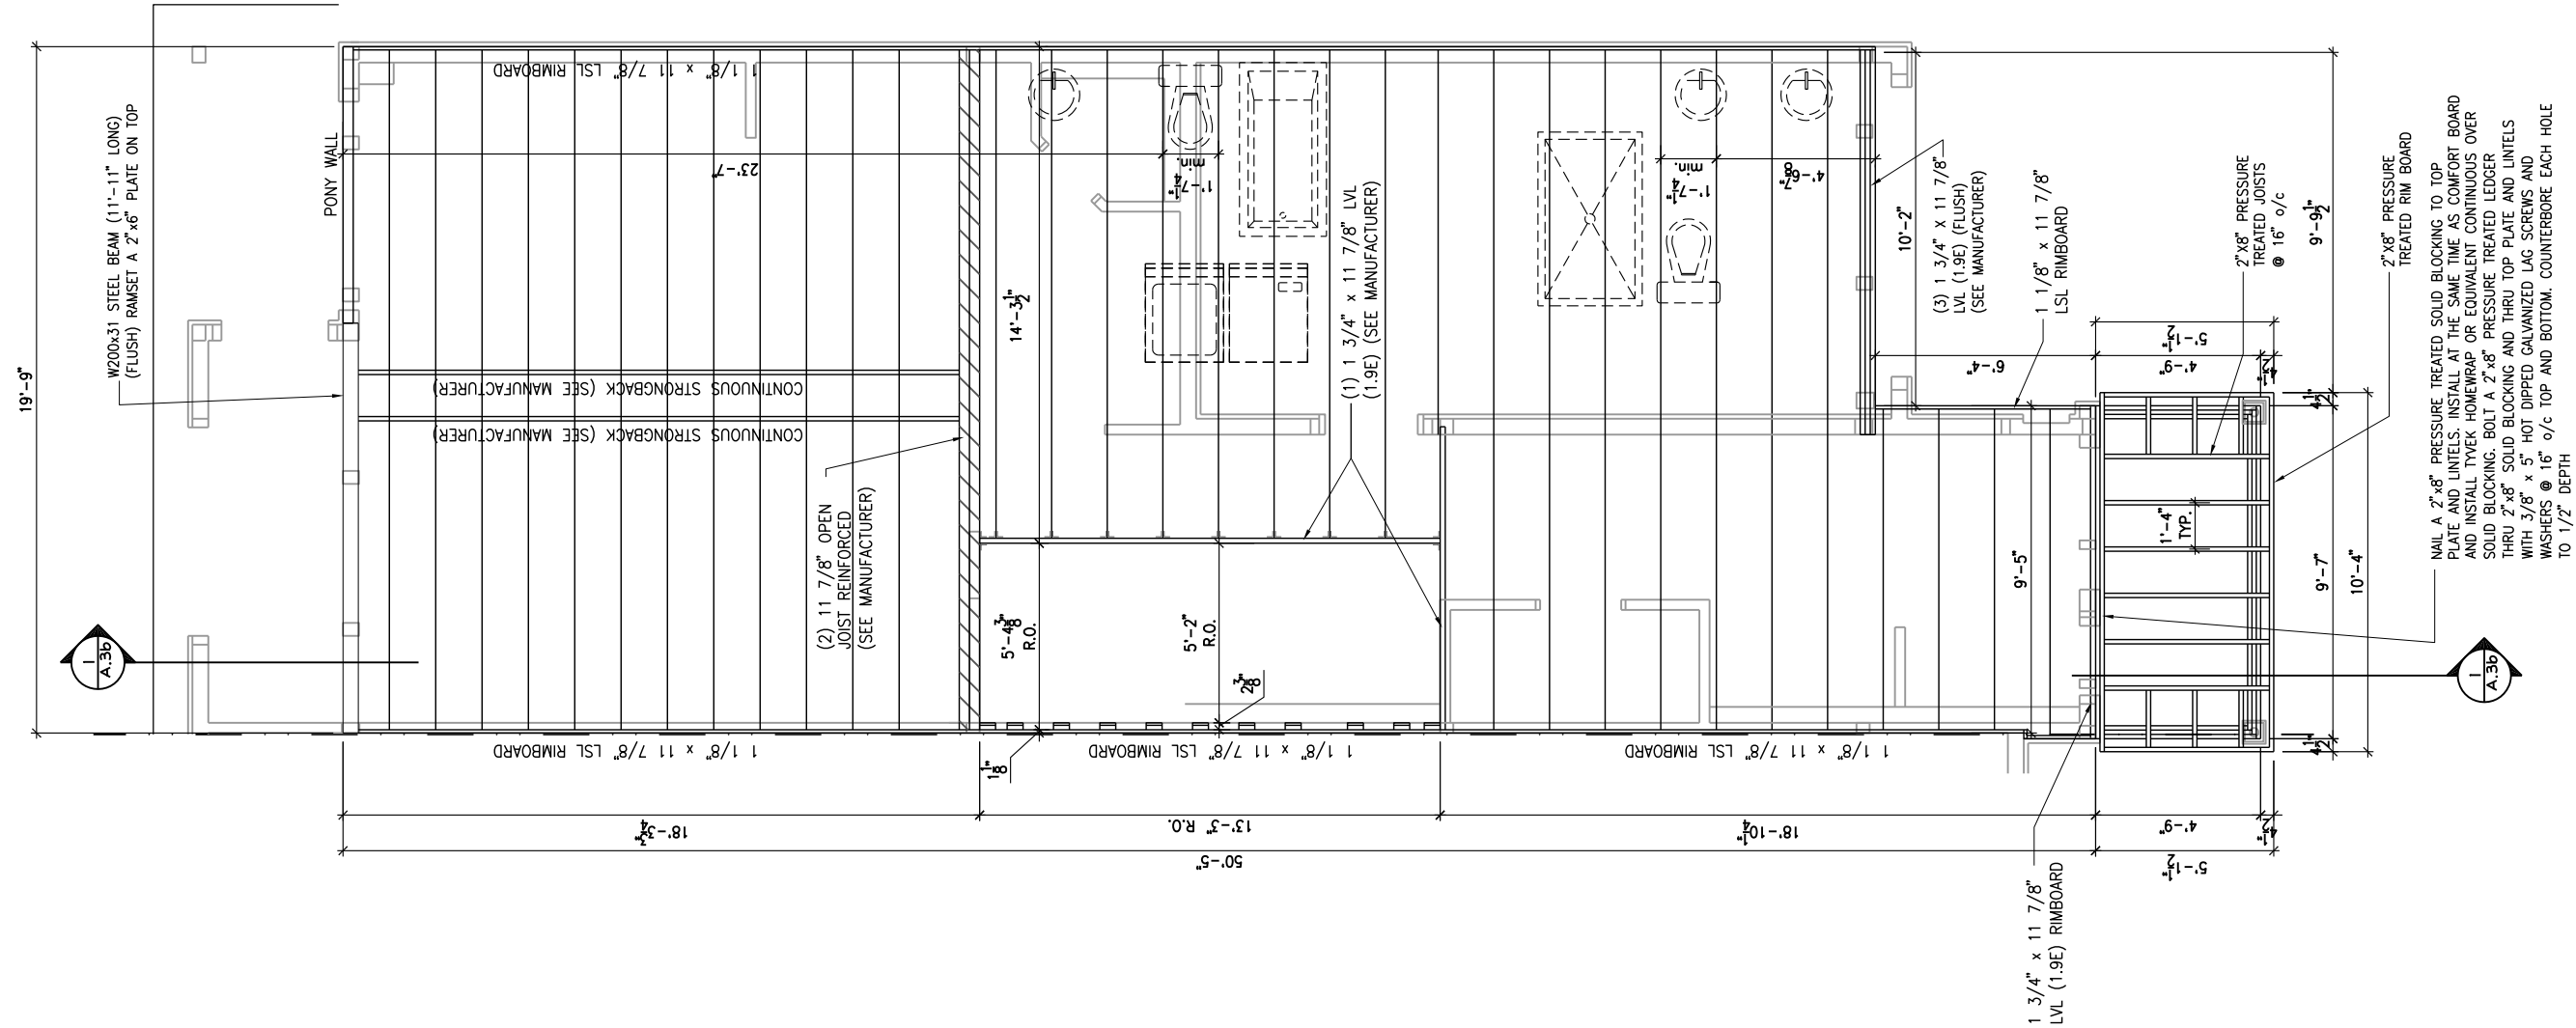 19'-9"
W200x31 STEEL BEAM (11'-11" LONG)
(FLUSH) RAMSET A 2"x6" PLATE ON TOP
PONY WALL
1 1/8" x 11 7/8" LSL RIMBOARD
23'-7"
CONTINUOUS STRONGBACK (SEE MANUFACTURER)
CONTINUOUS STRONGBACK (SEE MANUFACTURER)
(2) 11 7/8" OPEN
JOIST REINFORCED
(SEE MANUFACTURER)
1
A.3b
1 1/8" x 11 7/8" LSL RIMBOARD
14'-3 1/2"
1'-7 1/4"
min.
(1) 1 3/4" x 11 7/8" LVL
(1.9E) (SEE MANUFACTURER)
5'-4 3/8"
R.O.
5'-2"
R.O.
2 3/8"
1 1/8"
1 1/8" x 11 7/8" LSL RIMBOARD
1'-7 1/4"
min.
4'-6 7/8"
10'-2"
(3) 1 3/4" x 11 7/8"
LVL (1.9E) (FLUSH)
(SEE MANUFACTURER)
1 1/8" x 11 7/8"
LSL RIMBOARD
6'-4"
9'-5"
1 1/8" x 11 7/8" LSL RIMBOARD
5'-1 1/2"
4'-9"
4 1/2"
2"x8" PRESSURE
TREATED JOISTS
@ 16" o/c
9'-9 1/2"
2"x8" PRESSURE
TREATED RIM BOARD
4 1/2"
1'-4"
TYP.
9'-7"
10'-4"
4 1/2"
NAIL A 2"x8" PRESSURE TREATED SOLID BLOCKING TO TOP
PLATE AND LINTELS. INSTALL AT THE SAME TIME AS COMFORT BOARD
AND INSTALL TYVEK HOMEWRAP OR EQUIVALENT CONTINUOUS OVER
SOLID BLOCKING. BOLT A 2"x8" PRESSURE TREATED LEDGER
THRU 2"x8" SOLID BLOCKING AND THRU TOP PLATE AND LINTELS
WITH 3/8" x 5" HOT DIPPED GALVANIZED LAG SCREWS AND
WASHERS @ 16" o/c TOP AND BOTTOM. COUNTERBORE EACH HOLE
TO 1/2" DEPTH
1
A.3b
18'-3 3/4"
13'-3" R.O.
18'-10 1/4"
4'-9"
4 1/2"
50'-5"
5'-1 1/2"
1 3/4" x 11 7/8"
LVL (1.9E) RIMBOARD